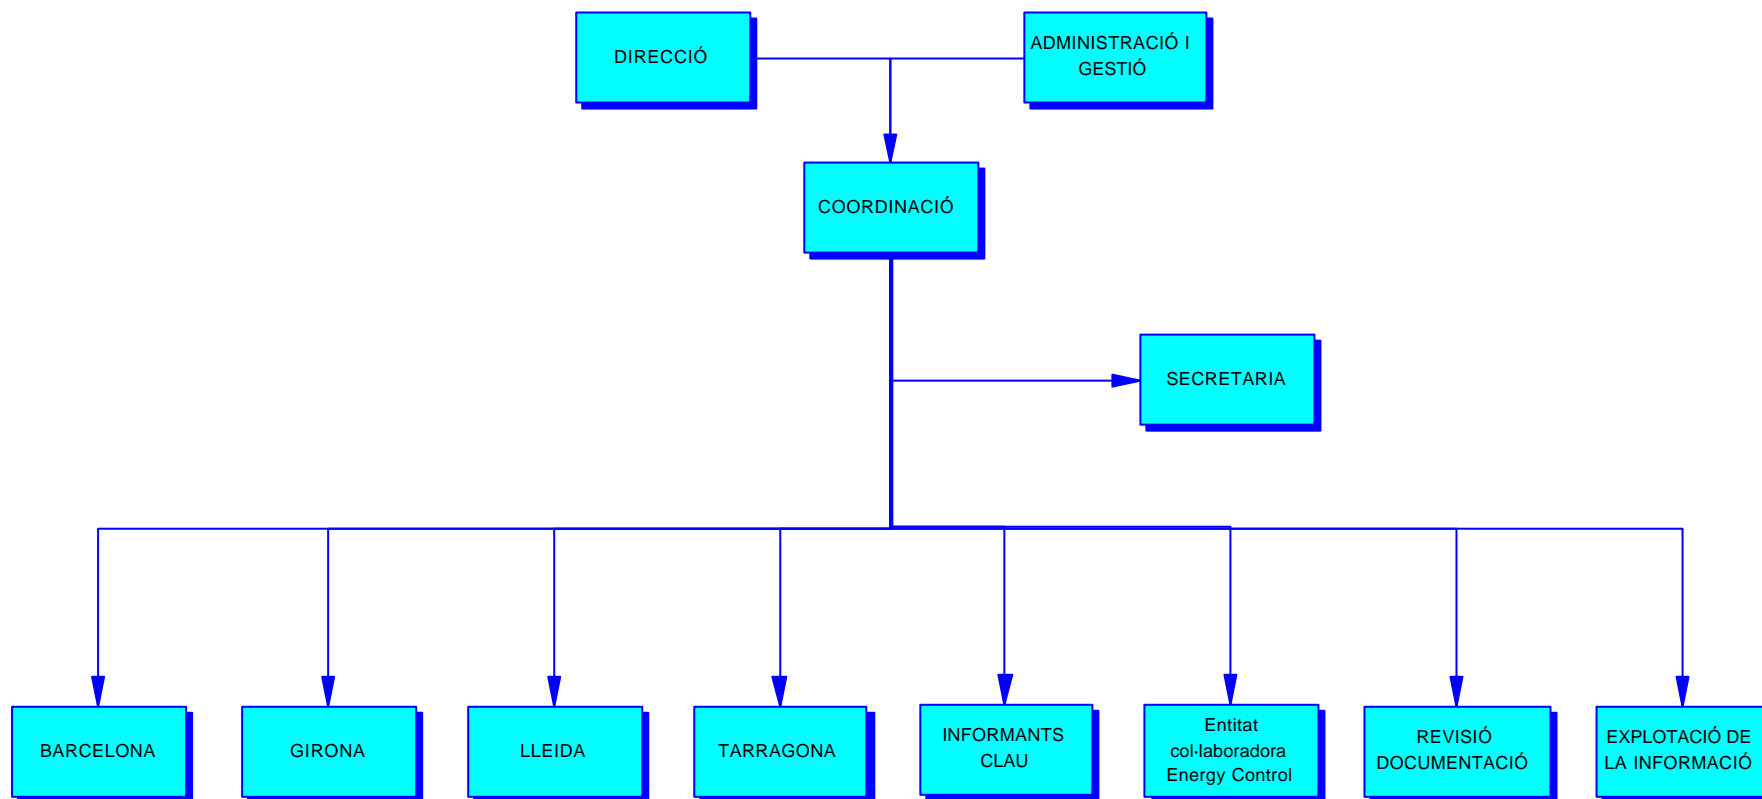 DIRECCIÓ
ADMINISTRACIÓ I
GESTIÓ
COORDINACIÓ
SECRETARIA
BARCELONA
GIRONA
LLEIDA
TARRAGONA
INFORMANTS
CLAU
Entitat
col·laboradora
Energy Control
REVISIÓ
DOCUMENTACIÓ
EXPLOTACIÓ DE
LA INFORMACIÓ